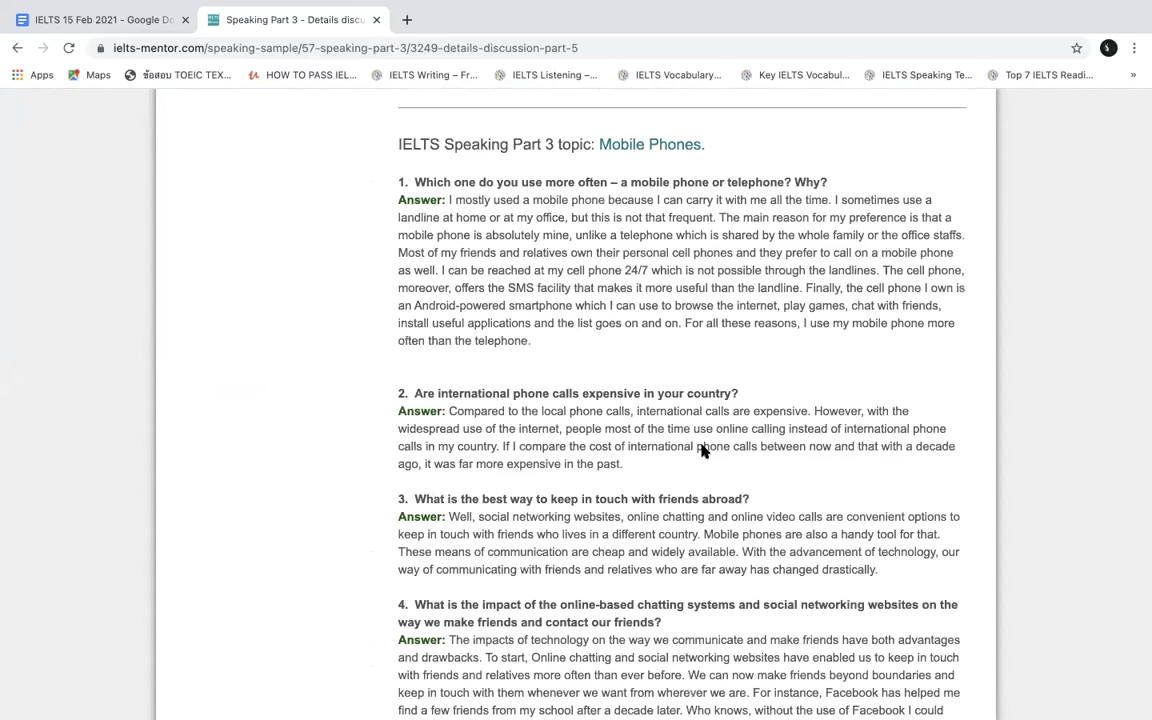 IELTS 15 Feb 2021 - Google Do
Speaking Part 3 - Details discu
ielts-mentor.com/speaking-sample/57-speaking-part-3/3249-details-discussion-part-5
Apps Maps ข้อสอบ TOEIC TEX... HOW TO PASS IEL... IELTS Writing – Fr... IELTS Listening –... IELTS Vocabulary... Key IELTS Vocabul... IELTS Speaking Te... Top 7 IELTS Readi... »
IELTS Speaking Part 3 topic: Mobile Phones.
1. Which one do you use more often – a mobile phone or telephone? Why?
Answer: I mostly used a mobile phone because I can carry it with me all the time. I sometimes use a
landline at home or at my office, but this is not that frequent. The main reason for my preference is that a
mobile phone is absolutely mine, unlike a telephone which is shared by the whole family or the office staffs.
Most of my friends and relatives own their personal cell phones and they prefer to call on a mobile phone
as well. I can be reached at my cell phone 24/7 which is not possible through the landlines. The cell phone,
moreover, offers the SMS facility that makes it more useful than the landline. Finally, the cell phone I own is
an Android-powered smartphone which I can use to browse the internet, play games, chat with friends,
install useful applications and the list goes on and on. For all these reasons, I use my mobile phone more
often than the telephone.
2. Are international phone calls expensive in your country?
Answer: Compared to the local phone calls, international calls are expensive. However, with the
widespread use of the internet, people most of the time use online calling instead of international phone
calls in my country. If I compare the cost of international phone calls between now and that with a decade
ago, it was far more expensive in the past.
3. What is the best way to keep in touch with friends abroad?
Answer: Well, social networking websites, online chatting and online video calls are convenient options to
keep in touch with friends who lives in a different country. Mobile phones are also a handy tool for that.
These means of communication are cheap and widely available. With the advancement of technology, our
way of communicating with friends and relatives who are far away has changed drastically.
4. What is the impact of the online-based chatting systems and social networking websites on the
way we make friends and contact our friends?
Answer: The impacts of technology on the way we communicate and make friends have both advantages
and drawbacks. To start, Online chatting and social networking websites have enabled us to keep in touch
with friends and relatives more often than ever before. We can now make friends beyond boundaries and
keep in touch with them whenever we want from wherever we are. For instance, Facebook has helped me
find a few friends from my school after a decade later. Who knows, without the use of Facebook I could